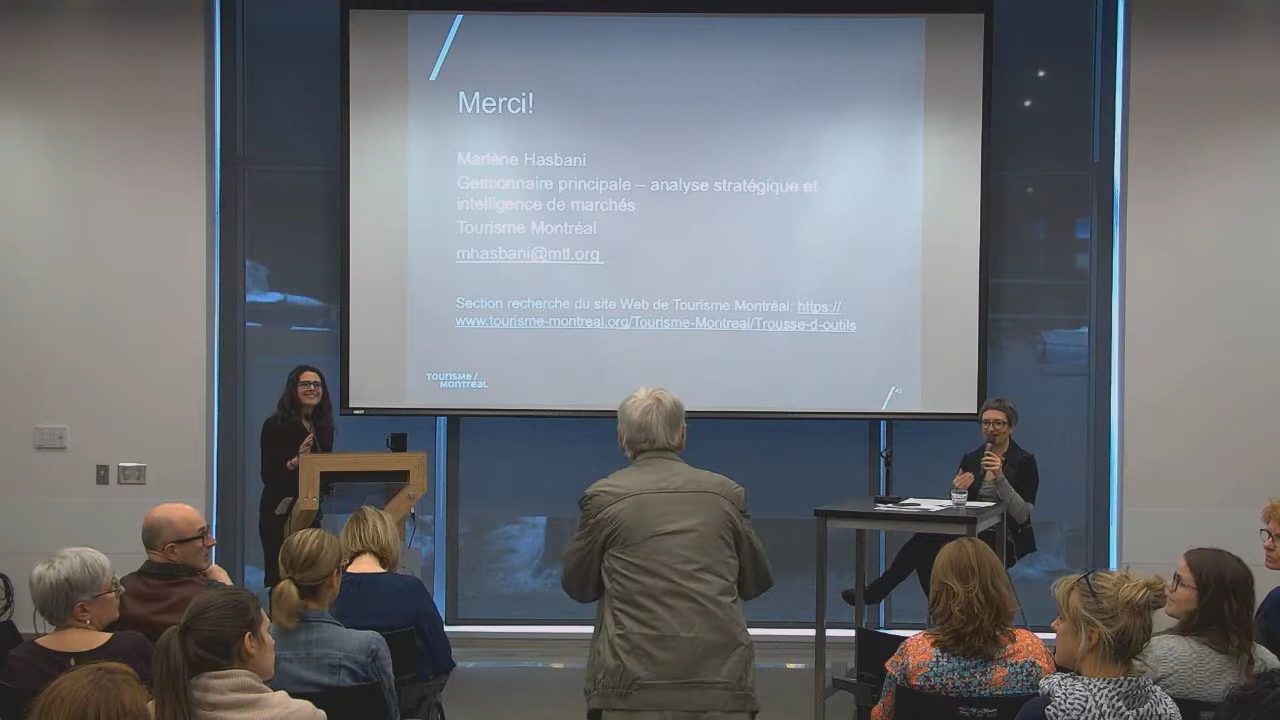 Merci!
Marlène Hasbani
Gestionnaire principale – analyse stratégique et
intelligence de marchés
Tourisme Montréal
mhasbani@mtl.org
Section recherche du site Web de Tourisme Montréal: https://
www.tourisme-montreal.org/Tourisme-Montreal/Trousse-d-outils
TOURISME /
MONTRÉAL